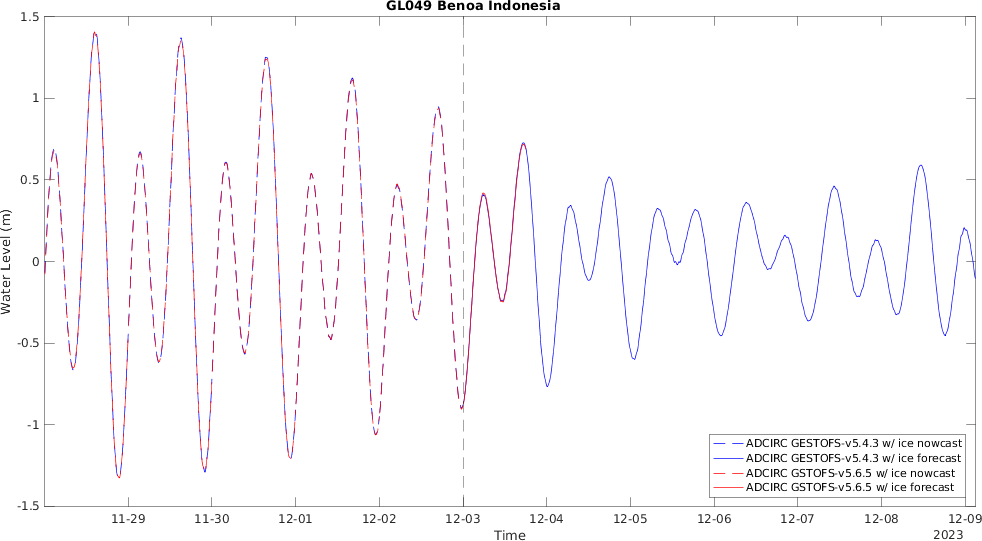 GL049 Benoa Indonesia
1.5
1
0.5
0
-0.5
-1
-1.5
Water Level (m)
11-29 11-30 12-01 12-02 12-03 12-04 12-05 12-06 12-07 12-08 12-09
Time
2023
ADCIRC GESTOFS-v5.4.3 w/ ice nowcast
ADCIRC GESTOFS-v5.4.3 w/ ice forecast
ADCIRC GSTOFS-v5.6.5 w/ ice nowcast
ADCIRC GSTOFS-v5.6.5 w/ ice forecast